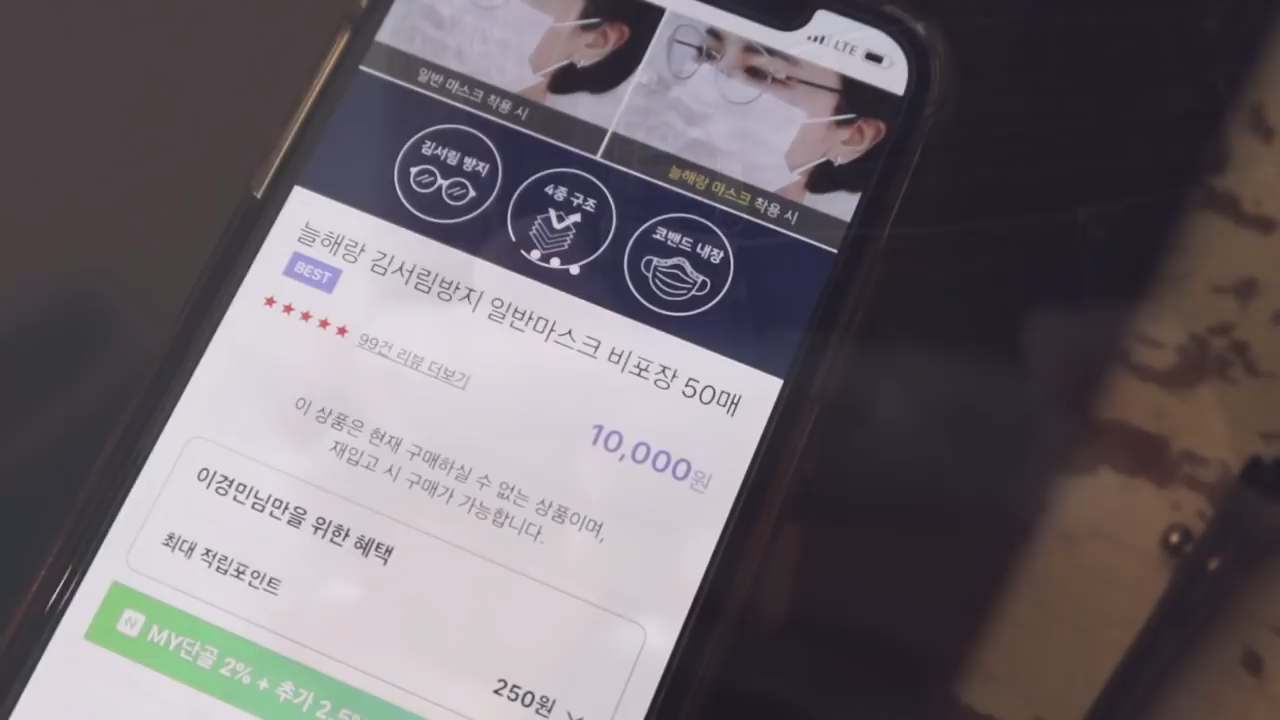 LTE
일반 마스크 착용 시
늘해랑 마스크 착용 시
김서림 방지
4중 구조
코밴드 내장
늘해랑 김서림방지 일반마스크 비포장 50매
BEST
99건 리뷰 더보기
10,000원
이 상품은 현재 구매하실 수 없는 상품이며,
재입고 시 구매가 가능합니다.
이경민님만을 위한 혜택
최대 적립포인트
250원
N MY단골 2% + 추가 2.5%